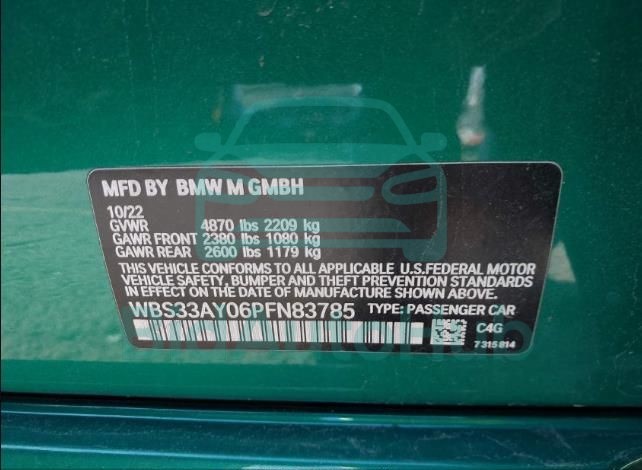 MFD BY BMW M GMBH
10/22
GVWR 4870 lbs 2209 kg
GAWR FRONT 2380 lbs 1080 kg
GAWR REAR 2600 lbs 1179 kg
THIS VEHICLE CONFORMS TO ALL APPLICABLE U.S.FEDERAL MOTOR
VEHICLE SAFETY, BUMPER AND THEFT PREVENTION STANDARDS
IN EFFECT ON THE DATE OF MANUFACTURE SHOWN ABOVE.
WBS33AY06PFN83785 TYPE: PASSENGER CAR
C4G
7 315 814